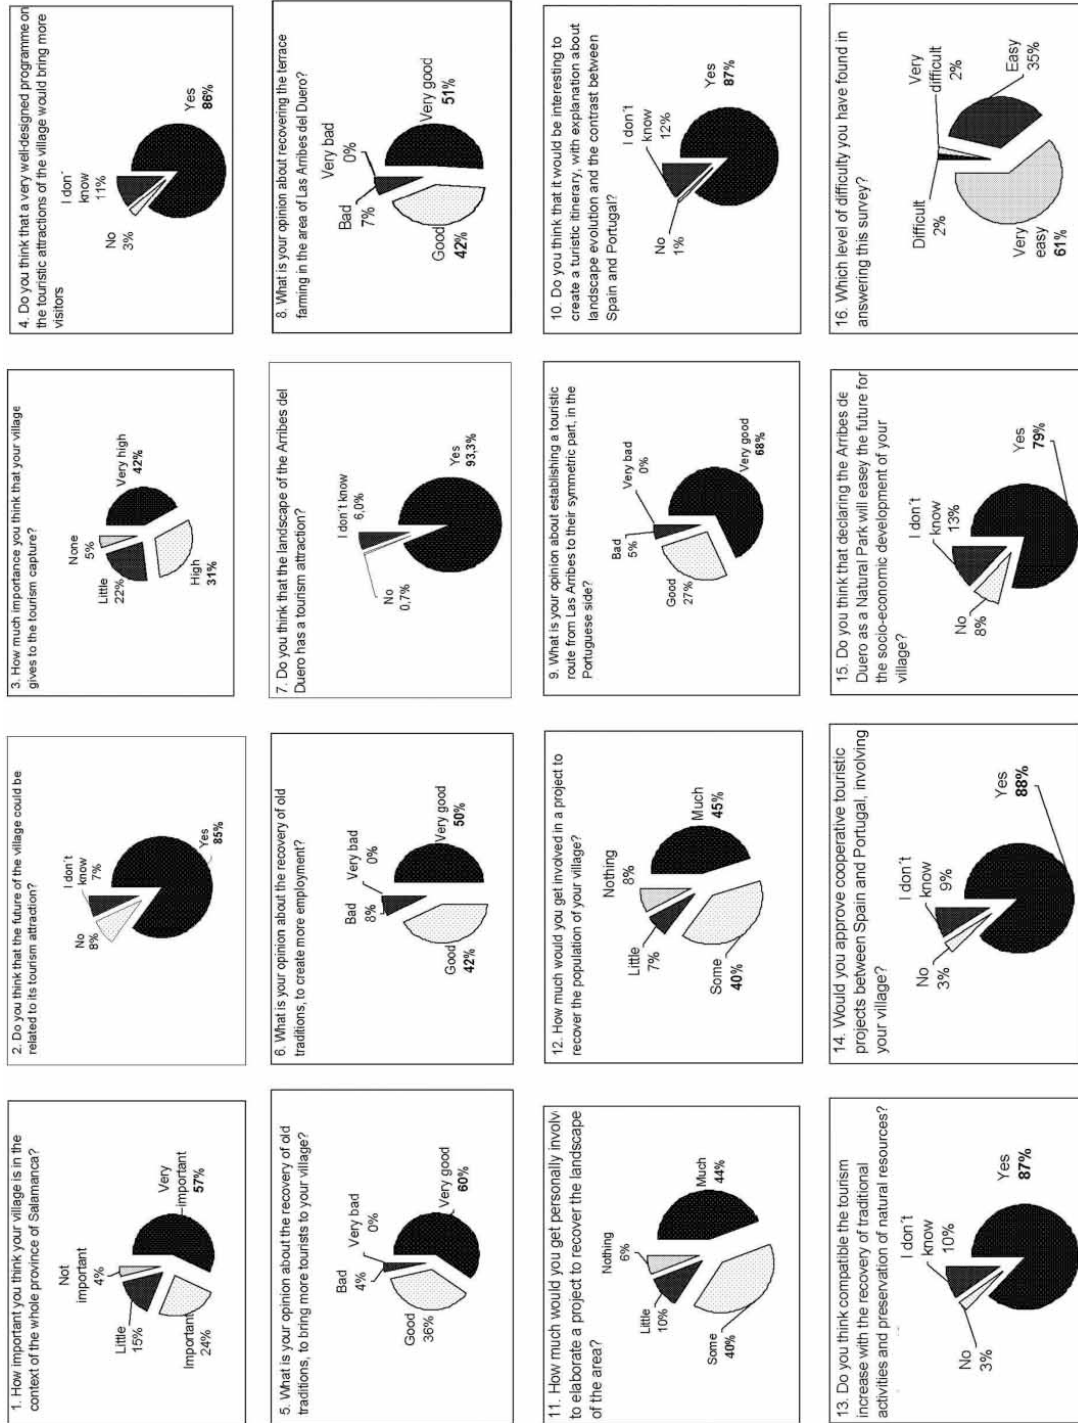 1. How important you think your village is in the
context of the whole province of Salamanca?
Not
important
4%
Little
15%
Important
24%
Very
important
57%
2. Do you think that the future of the village could be
related to its tourism attraction?
No
8%
I don´t
know
7%
Yes
85%
3. How much importance you think that your village
gives to the tourism capture?
None
5%
Little
22%
High
31%
Very high
42%
4. Do you think that a very well-designed programme on
the touristic attractions of the village would bring more
visitors
No
3%
I don´
know
11%
Yes
86%
5. What is your opinion about the recovery of old
traditions, to bring more tourists to your village?
Bad
4%
Very bad
0%
Good
36%
Very good
60%
6. What is your opinion about the recovery of old
traditions, to create more employment?
Bad
8%
Very bad
0%
Good
42%
Very good
50%
7. Do you think that the landscape of the Arribes del
Duero has a tourism attraction?
No
0,7%
I don´t know
6,0%
Yes
93,3%
8. What is your opinion about recovering the terrace
farming in the area of Las Arribes del Duero?
Bad
7%
Very bad
0%
Good
42%
Very good
51%
11. How much would you get personally involv
to elaborate a project to recover the landscape
of the area?
Little
10%
Nothing
6%
Some
40%
Much
44%
12. How much would you get involved in a project to
recover the population of your village?
Little
7%
Nothing
8%
Some
40%
Much
45%
9. What is your opinion about establishing a touristic
route from Las Arribes to their symmetric part, in the
Portuguese side?
Bad
5%
Very bad
0%
Good
27%
Very good
68%
10. Do you think that it would be interesting to
create a turistic itinerary, with explanation about
landscape evolution and the contrast between
Spain and Portugal?
No
1%
I don´t
know
12%
Yes
87%
13. Do you think compatible the tourism
increase with the recovery of traditional
activities and preservation of natural resources?
No
3%
I don´t
know
10%
Yes
87%
14. Would you approve cooperative touristic
projects between Spain and Portugal, involving
your village?
No
3%
I don´t
know
9%
Yes
88%
15. Do you think that declaring the Arribes de
Duero as a Natural Park will easey the future for
the socio-economic development of your
village?
No
8%
I don´t
know
13%
Yes
79%
16. Which level of difficulty you have found in
answering this survey?
Difficult
2%
Very
difficult
2%
Very
easy
61%
Easy
35%